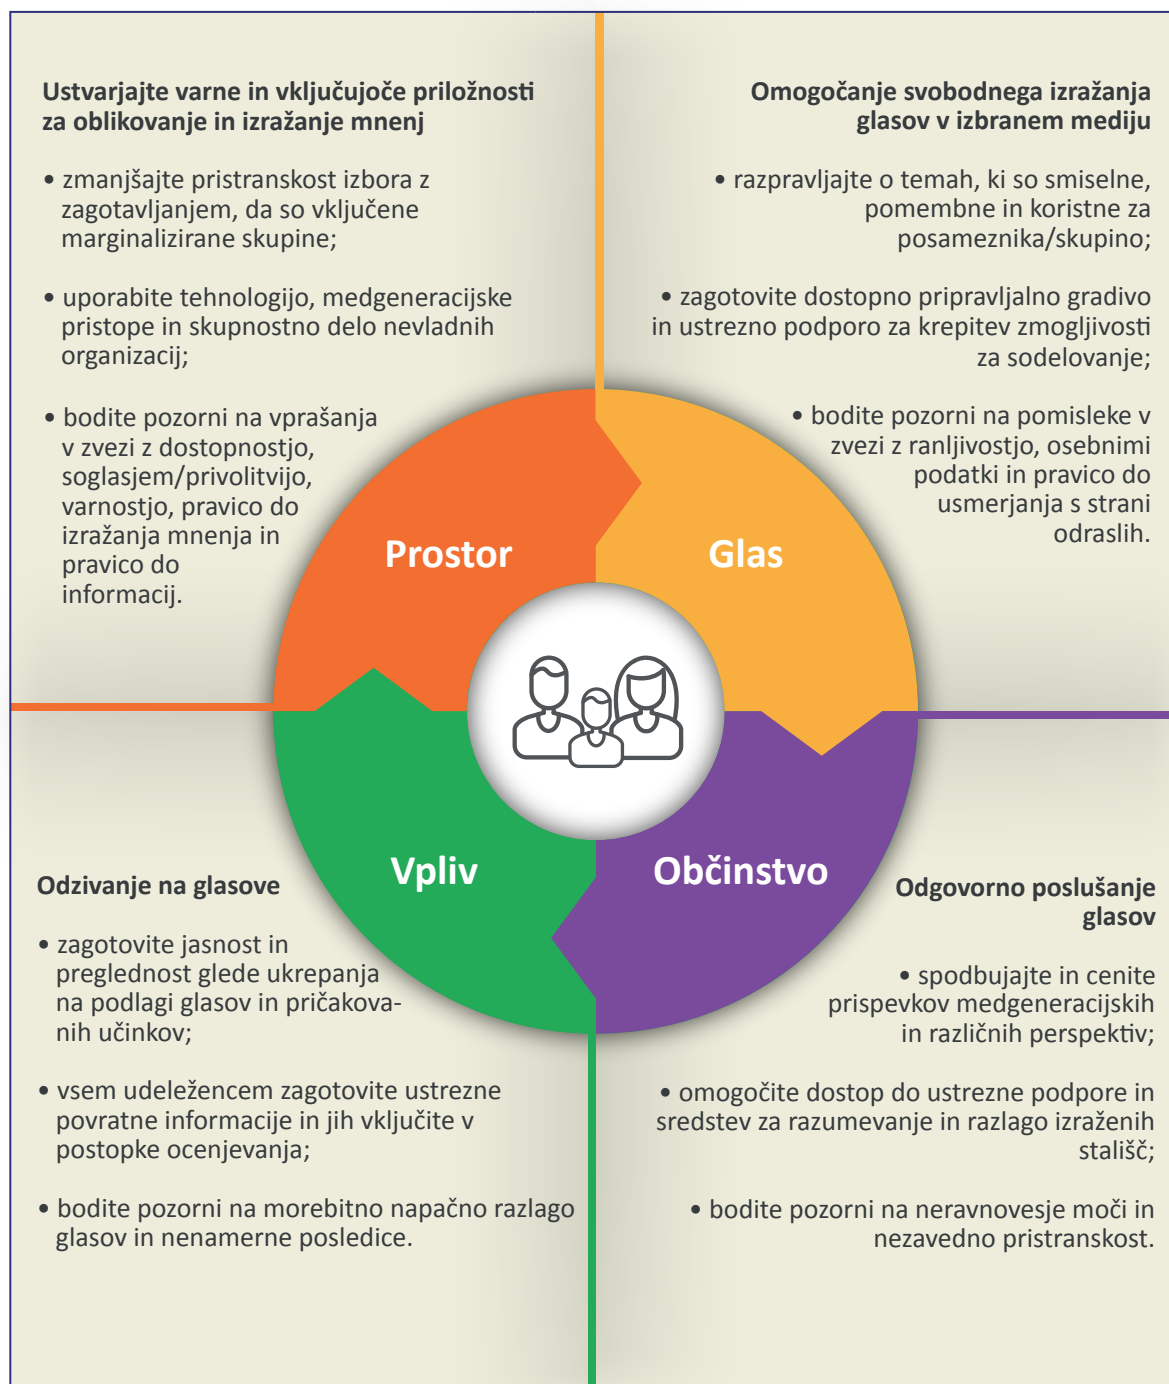 Ustvarjajte varne in vključujoče priložnosti
za oblikovanje in izražanje mnenj
• zmanjšajte pristranskost izbora z
zagotavljanjem, da so vključene
marginalizirane skupine;
• uporabite tehnologijo, medgeneracijske
pristope in skupnostno delo nevladnih
organizacij;
• bodite pozorni na vprašanja
v zvezi z dostopnostjo,
soglasjem/privolitvijo,
varnostjo, pravico do
izražanja mnenja in
pravico do
informacij.
Omogočanje svobodnega izražanja
glasov v izbranem mediju
• razpravljajte o temah, ki so smiselne,
pomembne in koristne za
posameznika/skupino;
• zagotovite dostopno pripravljalno gradivo
in ustrezno podporo za krepitev zmogljivosti
za sodelovanje;
• bodite pozorni na pomisleke v
zvezi z ranljivostjo, osebnimi
podatki in pravico do
usmerjanja s strani
odraslih.
Prostor
Glas
Vpliv
Občinstvo
Odzivanje na glasove
• zagotovite jasnost in
preglednost glede ukrepanja
na podlagi glasov in pričakova-
nih učinkov;
• vsem udeležencem zagotovite ustrezne
povratne informacije in jih vključite v
postopke ocenjevanja;
• bodite pozorni na morebitno napačno razlago
glasov in nenamerne posledice.
Odgovorno poslušanje
glasov
• spodbujajte in cenite
prispevkov medgeneracijskih
in različnih perspektiv;
• omogočite dostop do ustrezne podpore in
sredstev za razumevanje in razlago izraženih
stališč;
• bodite pozorni na neravnovesje moči in
nezavedno pristranskost.